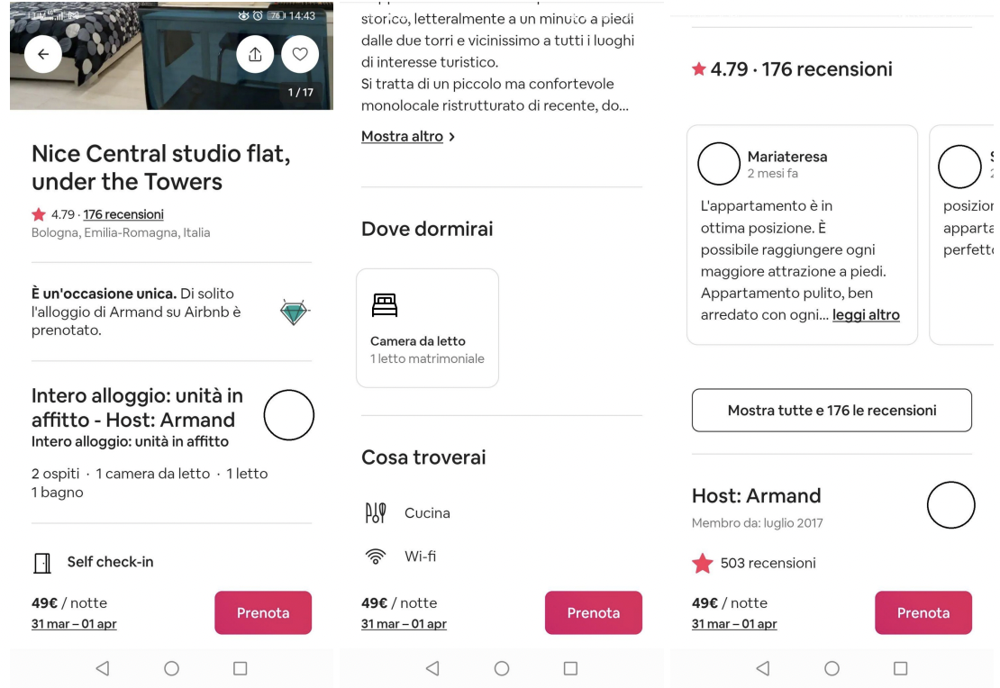 76 14:43
1 / 17
Nice Central studio flat,
under the Towers
4.79 · 176 recensioni
Bologna, Emilia-Romagna, Italia
È un'occasione unica. Di solito
l'alloggio di Armand su Airbnb è
prenotato.
Intero alloggio: unità in
affitto - Host: Armand
Intero alloggio: unità in affitto
2 ospiti · 1 camera da letto · 1 letto
1 bagno
Self check-in
49€ / notte
31 mar – 01 apr
Prenota
storico, letteralmente a un minuto a piedi
dalle due torri e vicinissimo a tutti i luoghi
di interesse turistico.
Si tratta di un piccolo ma confortevole
monolocale ristrutturato di recente, do...
Mostra altro
Dove dormirai
Camera da letto
1 letto matrimoniale
Cosa troverai
Cucina
Wi-fi
49€ / notte
31 mar – 01 apr
Prenota
4.79 · 176 recensioni
Mariateresa
2 mesi fa
L'appartamento è in
ottima posizione. È
possibile raggiungere ogni
maggiore attrazione a piedi.
Appartamento pulito, ben
arredato con ogni... leggi altro
Mostra tutte e 176 le recensioni
Host: Armand
Membro da: luglio 2017
503 recensioni
49€ / notte
31 mar – 01 apr
Prenota